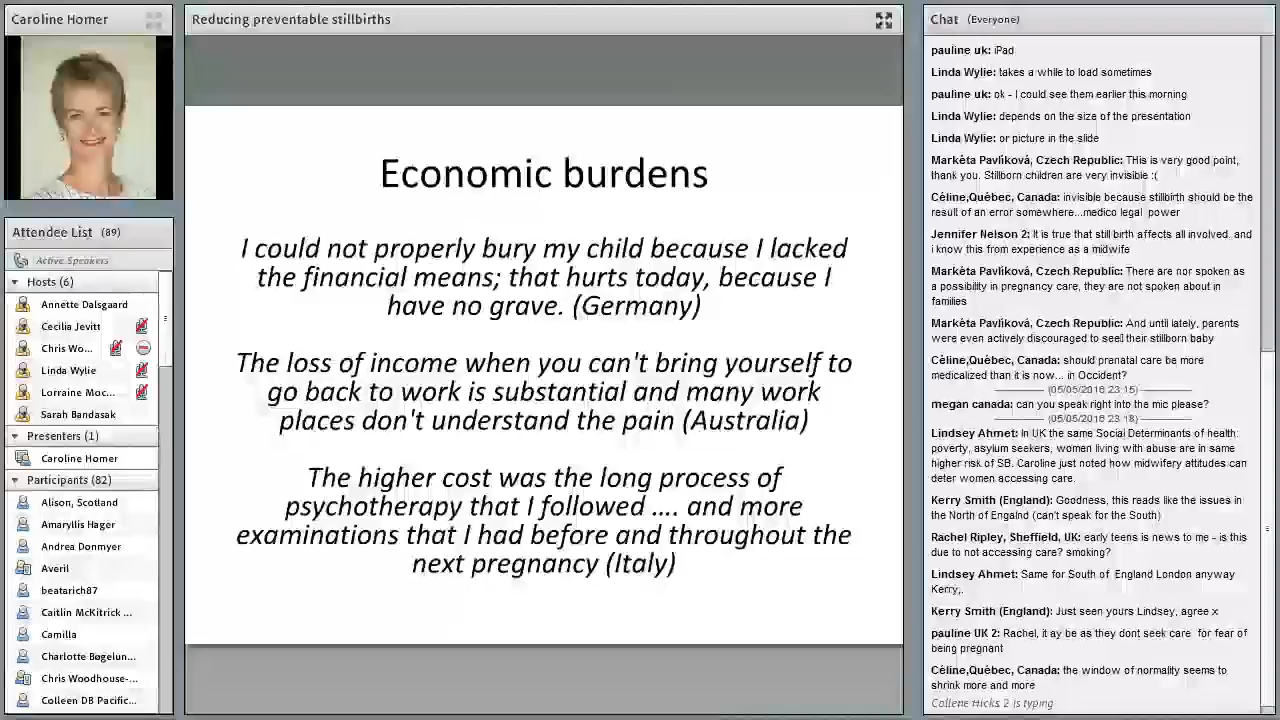 Caroline Homer
Attendee List (89)
Active Speakers
Hosts (6)
Annette Dalsgaard
Cecilia Jevitt
Chris Wo...
Linda Wylie
Lorraine Moc...
Sarah Bandasak
Presenters (1)
Caroline Homer
Participants (82)
Alison, Scotland
Amaryllis Hager
Andrea Donmyer
Averil
beatarich87
Caitlin McKitrick ...
Camilla
Charlotte Bøgelun...
Chris Woodhouse-...
Colleen DB Pacific...
Reducing preventable stillbirths
Economic burdens
I could not properly bury my child because I lacked
the financial means; that hurts today, because I
have no grave. (Germany)
The loss of income when you can't bring yourself to
go back to work is substantial and many work
places don't understand the pain (Australia)
The higher cost was the long process of
psychotherapy that I followed .... and more
examinations that I had before and throughout the
next pregnancy (Italy)
Chat (Everyone)
pauline uk: iPad
Linda Wylie: takes a while to load sometimes
pauline uk: ok - I could see them earlier this morning
Linda Wylie: depends on the size of the presentation
Linda Wylie: or picture in the slide
Markéta Pavlíková, Czech Republic: THis is very good point,
thank you. Stillborn children are very invisible :(
Céline,Québec, Canada: invisible because stillbirth should be the
result of an error somewhere...medico legal power
Jennifer Nelson 2: It is true that still birth affects all involved, and
i know this from experience as a midwife
Markéta Pavlíková, Czech Republic: There are nor spoken as
a possibility in pregnancy care, they are not spoken about in
families
Markéta Pavlíková, Czech Republic: And until lately, parents
were even actively discouraged to see their stillborn baby
Céline,Québec, Canada: should pranatal care be more
medicalized than it is now... in Occident?
(05/05/2016 23:15)
megan canada: can you speak right into the mic please?
(05/05/2016 23:18)
Lindsey Ahmet: In UK the same Social Determinants of health:
poverty, asylum seekers, women living with abuse are in same
higher risk of SB. Caroline just noted how midwifery attitudes can
deter women accessing care.
Kerry Smith (England): Goodness, this reads like the issues in
the North of Engalnd (can't speak for the South)
Rachel Ripley, Sheffield, UK: early teens is news to me - is this
due to not accessing care? smoking?
Lindsey Ahmet: Same for South of England London anyway
Kerry,.
Kerry Smith (England): Just seen yours Lindsey, agree x
pauline UK 2: Rachel, it ay be as they dont seek care for fear of
being pregnant
Céline,Québec, Canada: the window of normality seems to
shrink more and more
Collene Hicks 2 is typing